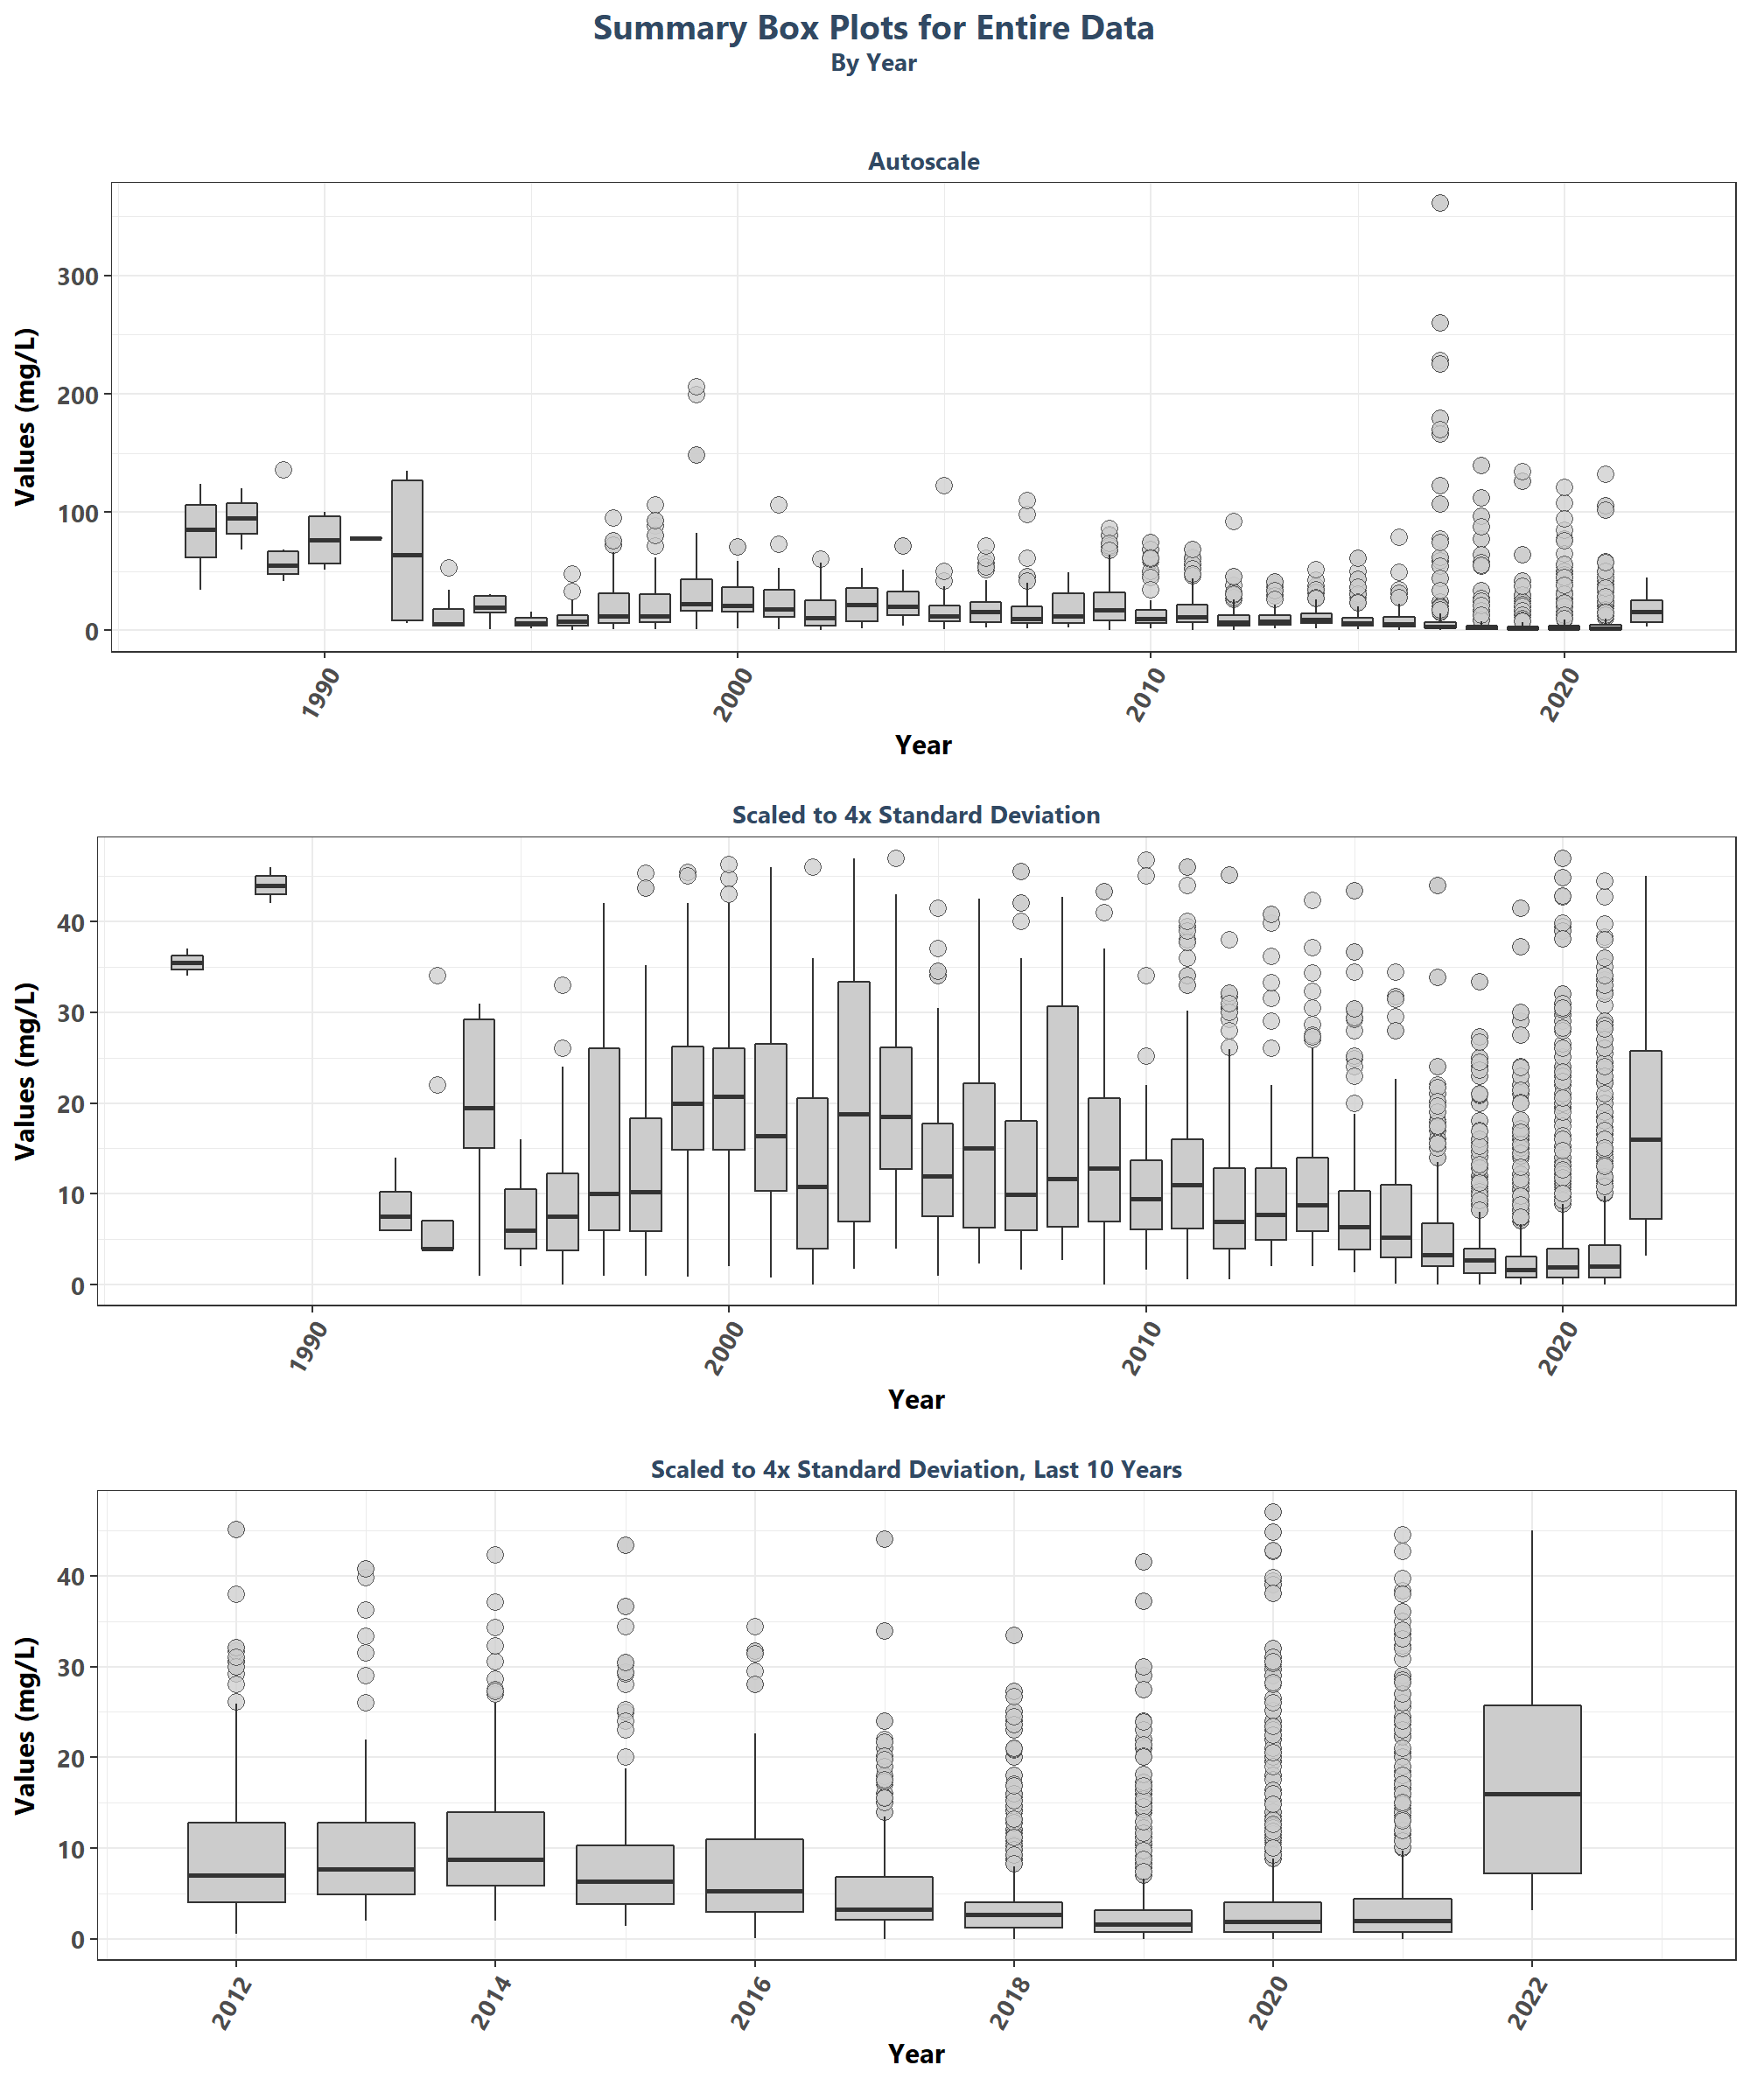 Summary Box Plots for Entire Data
By Year
Autoscale
Values (mg/L)
300
200
100
0
1990
2000
2010
2020
Year
Scaled to 4x Standard Deviation
Values (mg/L)
40
30
20
10
0
1990
2000
2010
2020
Year
Scaled to 4x Standard Deviation, Last 10 Years
Values (mg/L)
40
30
20
10
0
2012
2014
2016
2018
2020
2022
Year